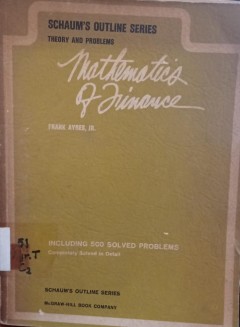 SCHAUM'S OUTLINE SERIES
THEORY AND PROBLEMS
Mathematics
Of Finance
FRANK AYRES, JR.
INCLUDING 500 SOLVED PROBLEMS
Completely Solved in Detail
SCHAUM'S OUTLINE SERIES
McGRAW-HILL BOOK COMPANY